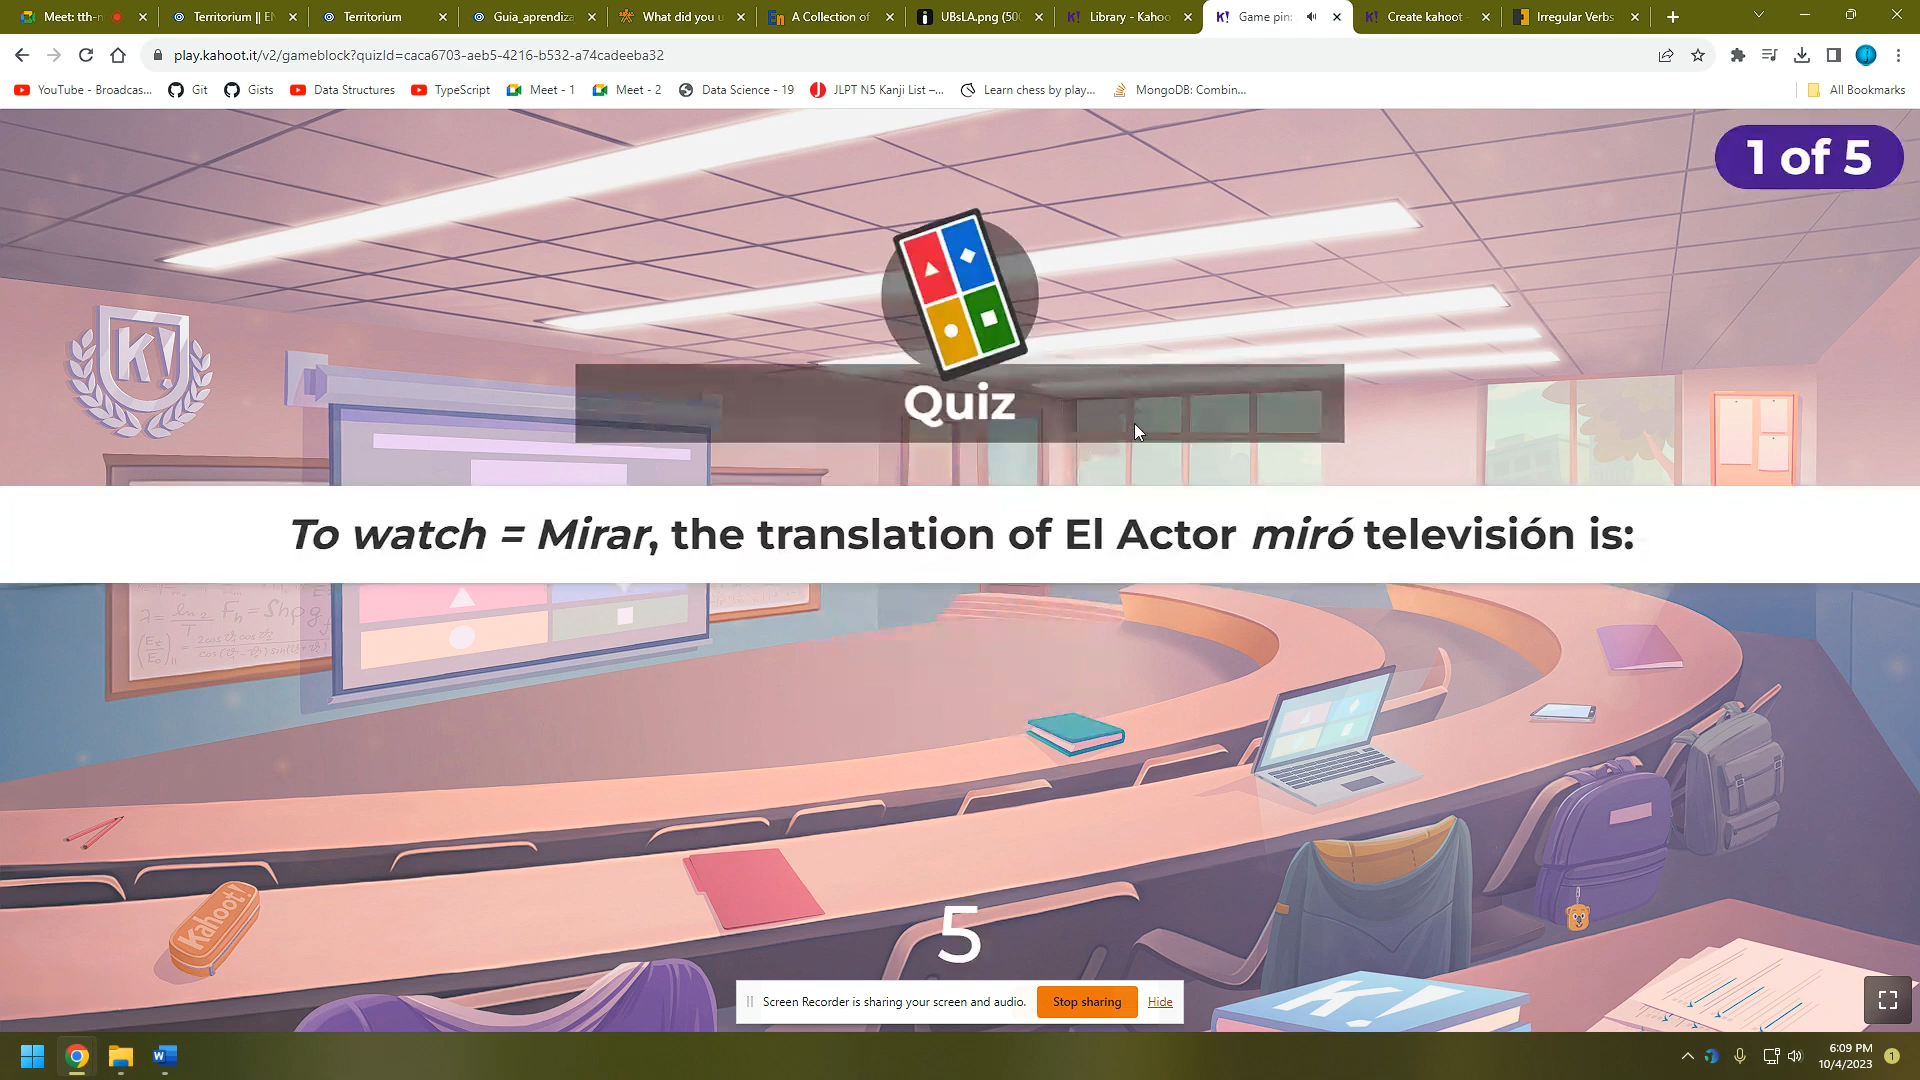 Meet: tth-n
Territorium || EN
Territorium
Guia_aprendiza
What did you u
A Collection of
UBsLA.png (500
Library - Kahoo
Game pin:
Create kahoot -
Irregular Verbs
play.kahoot.it/v2/gameblock?quizId=caca6703-aeb5-4216-b532-a74cadeeba32
YouTube - Broadcas...
Git
Gists
Data Structures
TypeScript
Meet - 1
Meet - 2
Data Science - 19
JLPT N5 Kanji List –...
Learn chess by play...
MongoDB: Combin...
All Bookmarks
1 of 5
K!
Quiz
To watch = Mirar, the translation of El Actor miró televisión is:
Kahoot!
5
K!
Screen Recorder is sharing your screen and audio.
Stop sharing
Hide
6:09 PM
10/4/2023
1